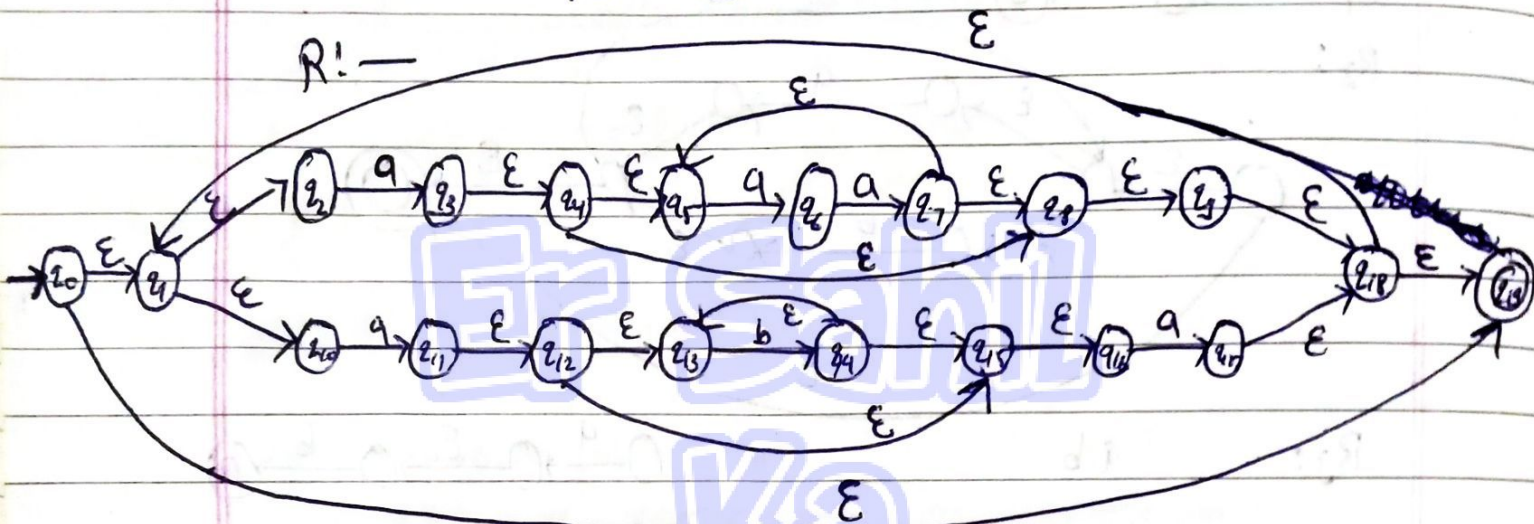 ε
R:—
ε
q2 a q3 ε q4 ε q5 a q6 a q7 ε q8 ε q9
ε ε ε
q0 ε q1 q18 ε q19
ε ε
q10 a q11 ε q12 ε q13 b q14 ε q15 ε q16 a q17 ε
ε
ε
Er Sahil
Ka